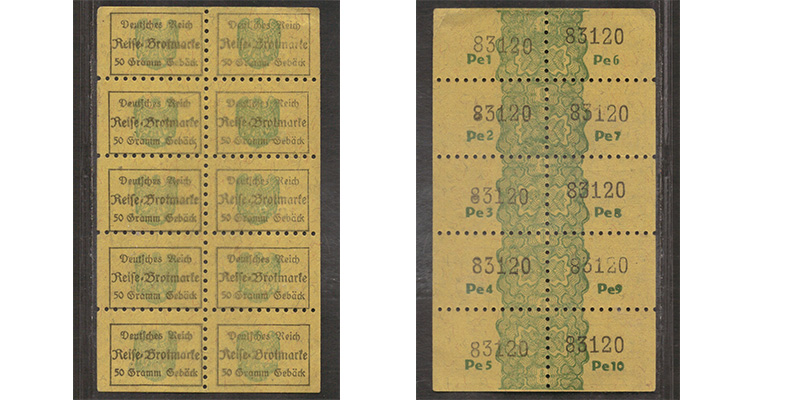 Deutsches Reich
Reise-Brotmarke
50 Gramm Gebäck
Deutsches Reich
Reise-Brotmarke
50 Gramm Gebäck
Deutsches Reich
Reise-Brotmarke
50 Gramm Gebäck
Deutsches Reich
Reise-Brotmarke
50 Gramm Gebäck
Deutsches Reich
Reise-Brotmarke
50 Gramm Gebäck
Deutsches Reich
Reise-Brotmarke
50 Gramm Gebäck
Deutsches Reich
Reise-Brotmarke
50 Gramm Gebäck
Deutsches Reich
Reise-Brotmarke
50 Gramm Gebäck
Deutsches Reich
Reise-Brotmarke
50 Gramm Gebäck
Deutsches Reich
Reise-Brotmarke
50 Gramm Gebäck
83120
Pe1
83120
Pe6
83120
Pe2
83120
Pe7
83120
Pe3
83120
Pe8
83120
Pe4
83120
Pe9
83120
Pe5
83120
Pe10